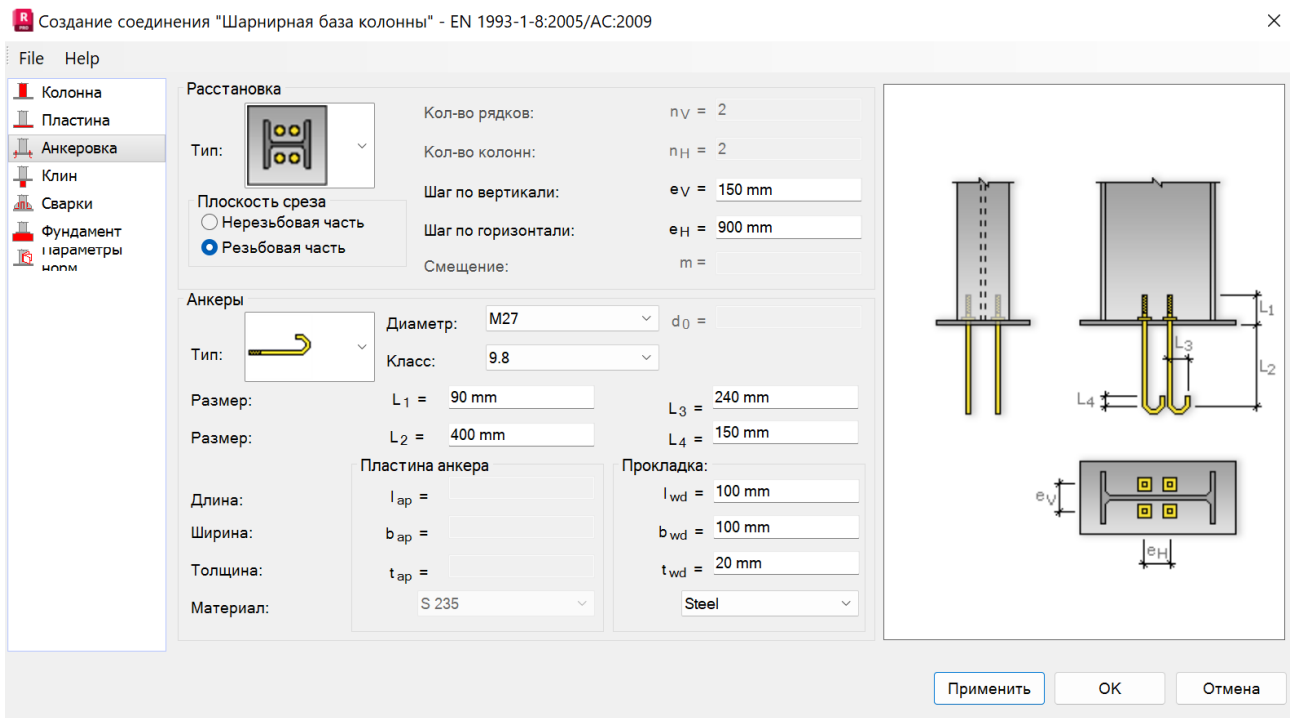 R PRO Создание соединения "Шарнирная база колонны" - EN 1993-1-8:2005/AC:2009
File Help
Колонна
Пластина
Анкеровка
Клин
Сварки
Фундамент
Параметры
норм
Расстановка
Тип:
Кол-во рядков: nV = 2
Кол-во колонн: nH = 2
Шаг по вертикали: eV = 150 mm
Шаг по горизонтали: eH = 900 mm
Смещение: m =
Плоскость среза
Нерезьбовая часть
Резьбовая часть
Анкеры
Тип:
Диаметр: M27 d0 =
Класс: 9.8
Размер: L1 = 90 mm L3 = 240 mm
Размер: L2 = 400 mm L4 = 150 mm
Пластина анкера Прокладка:
Длина: lap = lwd = 100 mm
Ширина: bap = bwd = 100 mm
Толщина: tap = twd = 20 mm
Материал: S 235 Steel
L1
L3
L2
L4
eV
eH
Применить OK Отмена